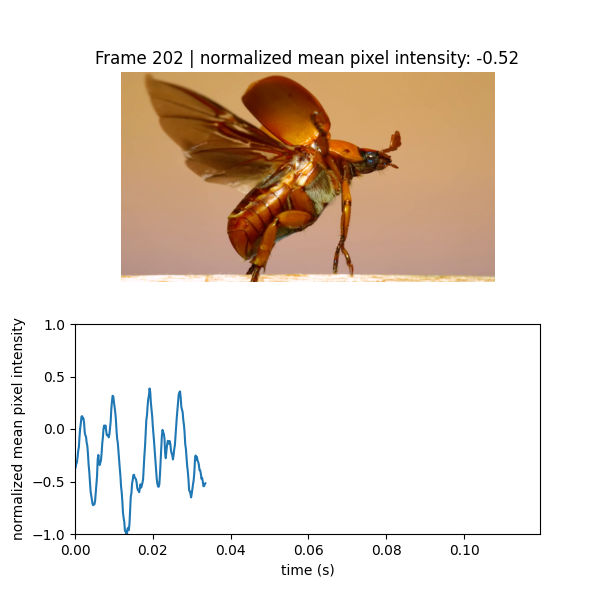 Frame 202 | normalized mean pixel intensity: -0.52
normalized mean pixel intensity
1.0
0.5
0.0
−0.5
−1.0
0.00 0.02 0.04 0.06 0.08 0.10
time (s)